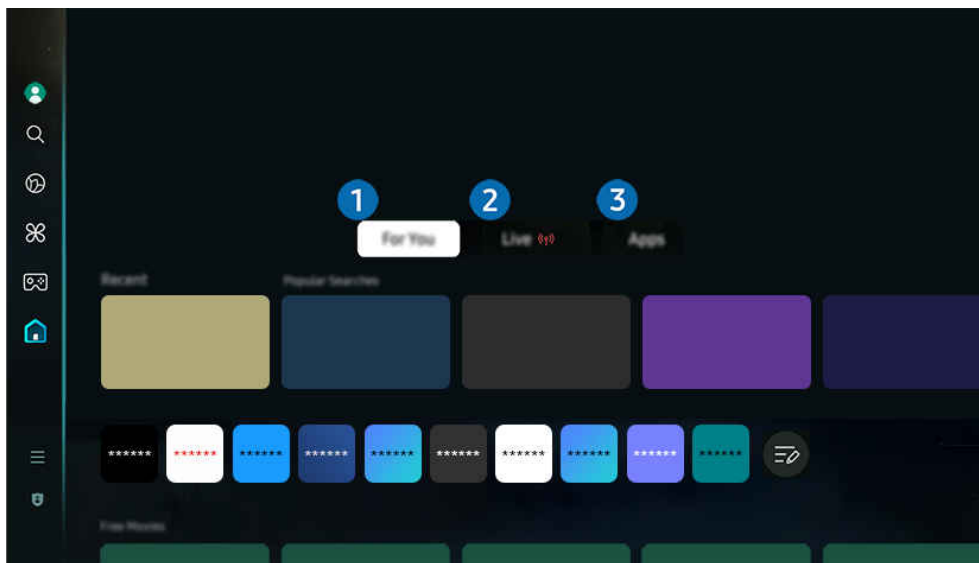 1 2 3
For You Live Apps
Recent Popular Searches
****** ****** ****** ****** ****** ****** ****** ****** ****** ******
Free Movies